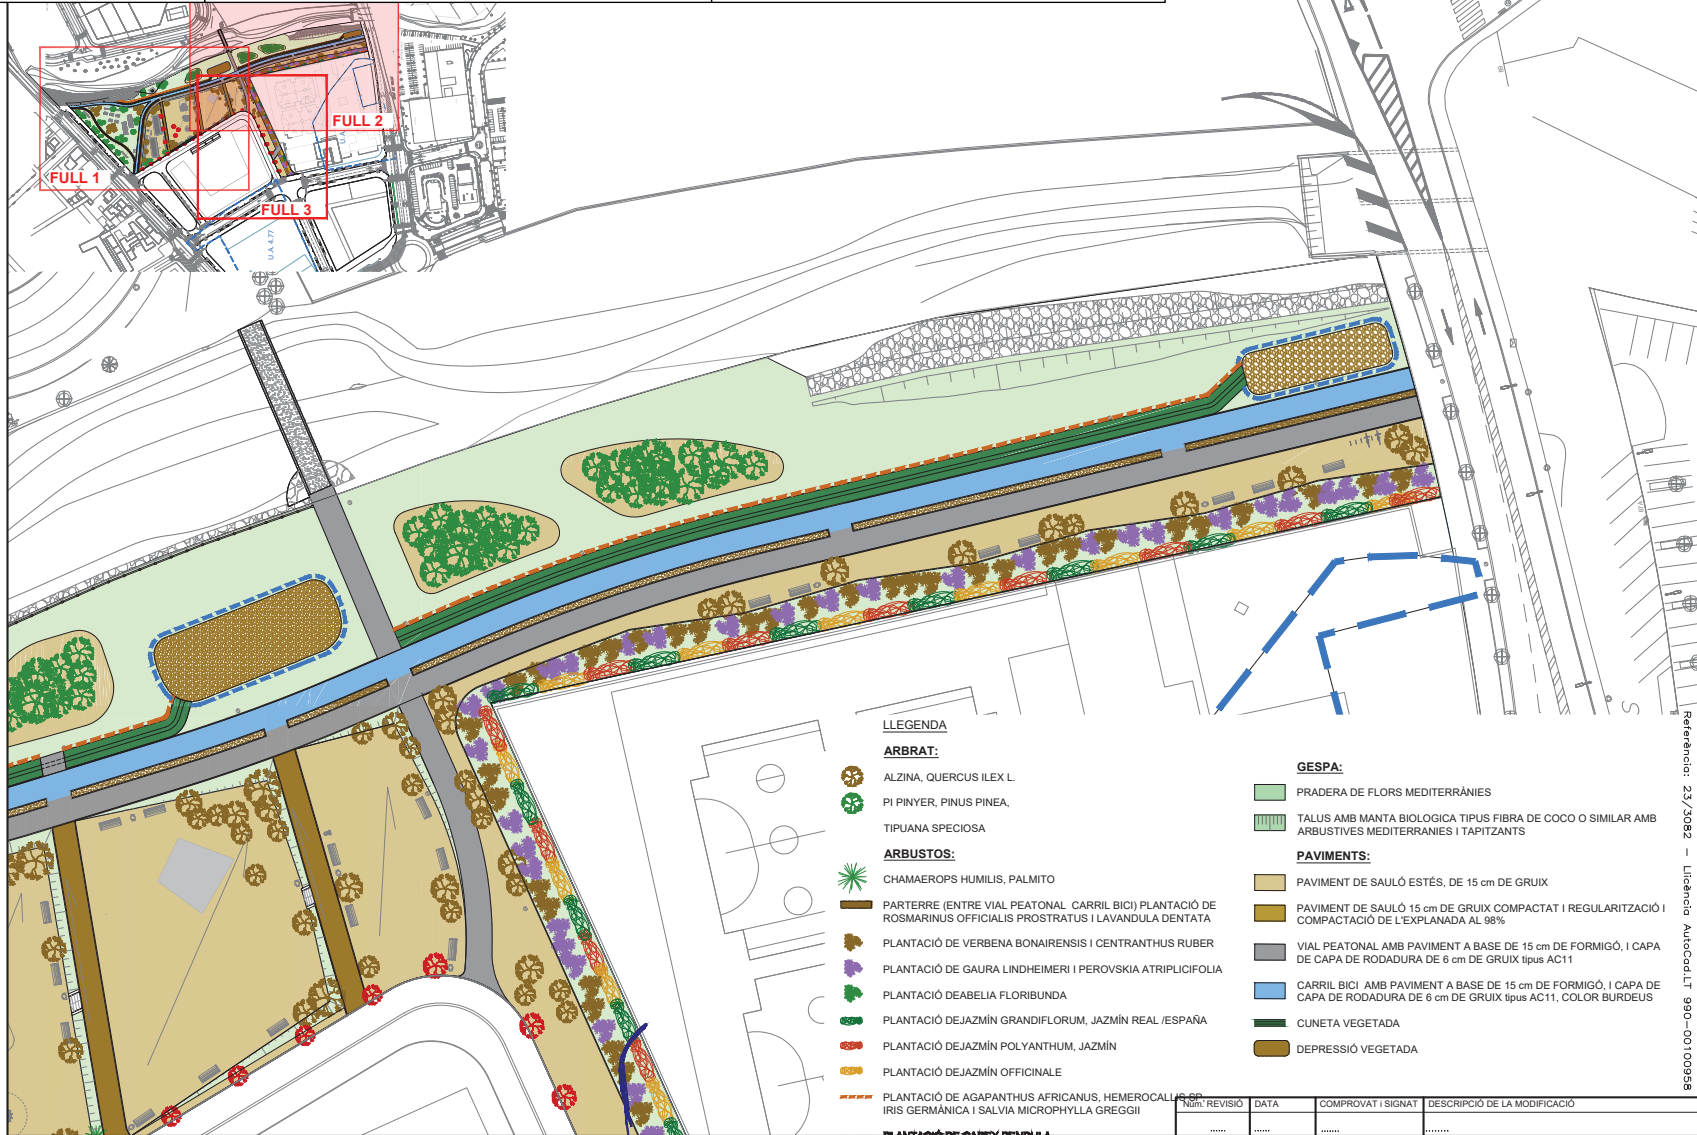 FULL 2
FULL 1
FULL 3
U.A 4.77
LLEGENDA
ARBRAT:
ALZINA, QUERCUS ILEX L.
PI PINYER, PINUS PINEA,
TIPUANA SPECIOSA
ARBUSTOS:
CHAMAEROPS HUMILIS, PALMITO
PARTERRE (ENTRE VIAL PEATONAL CARRIL BICI) PLANTACIÓ DE
ROSMARINUS OFFICIALIS PROSTRATUS I LAVANDULA DENTATA
PLANTACIÓ DE VERBENA BONAIRENSIS I CENTRANTHUS RUBER
PLANTACIÓ DE GAURA LINDHEIMERI I PEROVSKIA ATRIPLICIFOLIA
PLANTACIÓ DEABELIA FLORIBUNDA
PLANTACIÓ DEJAZMÍN GRANDIFLORUM, JAZMÍN REAL /ESPAÑA
PLANTACIÓ DEJAZMÍN POLYANTHUM, JAZMÍN
PLANTACIÓ DEJAZMÍN OFFICINALE
PLANTACIÓ DE AGAPANTHUS AFRICANUS, HEMEROCALLIS SP
IRIS GERMÀNICA I SALVIA MICROPHYLLA GREGGII
GESPA:
PRADERA DE FLORS MEDITERRÀNIES
TALUS AMB MANTA BIOLOGICA TIPUS FIBRA DE COCO O SIMILAR AMB
ARBUSTIVES MEDITERRANIES I TAPITZANTS
PAVIMENTS:
PAVIMENT DE SAULÓ ESTÉS, DE 15 cm DE GRUIX
PAVIMENT DE SAULÓ 15 cm DE GRUIX COMPACTAT I REGULARITZACIÓ I
COMPACTACIÓ DE L'EXPLANADA AL 98%
VIAL PEATONAL AMB PAVIMENT A BASE DE 15 cm DE FORMIGÓ, I CAPA
DE CAPA DE RODADURA DE 6 cm DE GRUIX tipus AC11
CARRIL BICI AMB PAVIMENT A BASE DE 15 cm DE FORMIGÓ, I CAPA DE
CAPA DE RODADURA DE 6 cm DE GRUIX tipus AC11, COLOR BURDEUS
CUNETA VEGETADA
DEPRESSIÓ VEGETADA
Referència: 23/3082 – Llicència AutoCad.LT 990-00100958
Núm. REVISIÓ DATA COMPROVAT i SIGNAT DESCRIPCIÓ DE LA MODIFICACIÓ